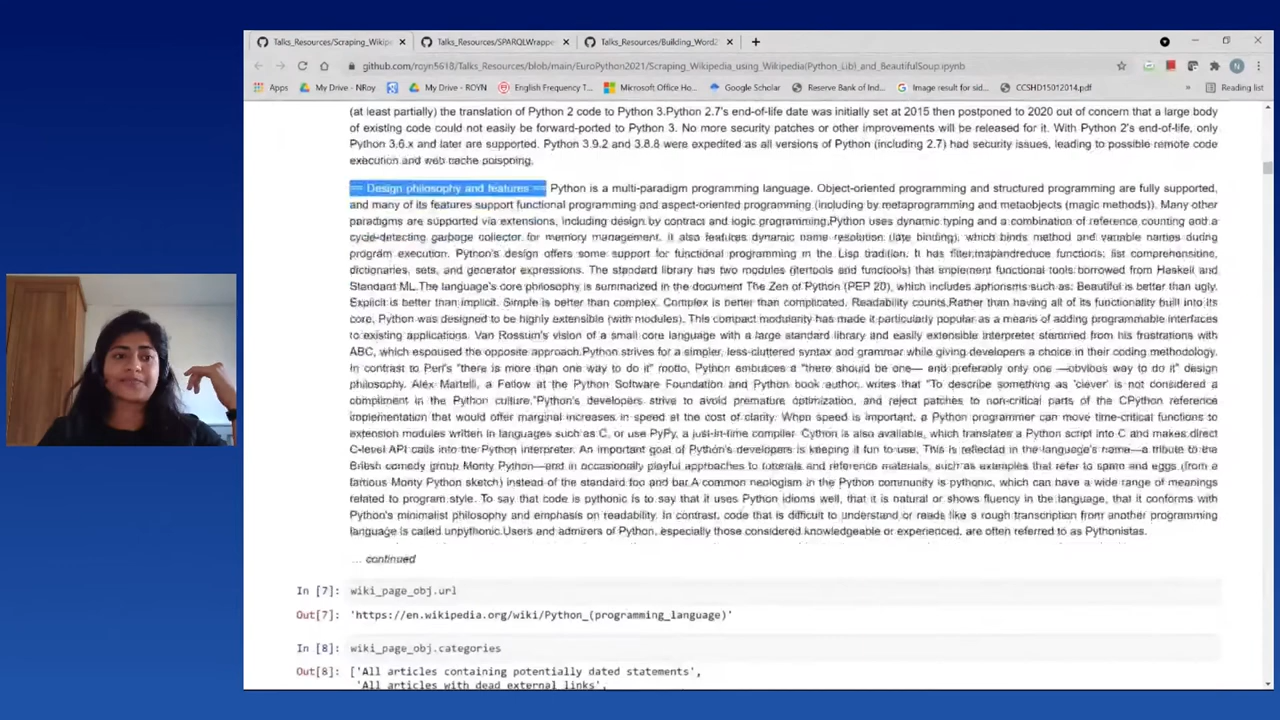 Talks_Resources/Scraping_Wikip
Talks_Resources/SPARQLWrappe
Talks_Resources/Building_Word2
github.com/royn5618/Talks_Resources/blob/main/EuroPython2021/Scraping_Wikipedia_using_Wikipedia(Python_Lib)_and_BeautifulSoup.ipynb
N
Apps My Drive - NRoy My Drive - ROYN English Frequency T... Microsoft Office Ho... Google Scholar Reserve Bank of Ind... Image result for sid... CCSHD15012014.pdf » Reading list
(at least partially) the translation of Python 2 code to Python 3.Python 2.7's end-of-life date was initially set at 2015 then postponed to 2020 out of concern that a large body
of existing code could not easily be forward-ported to Python 3. No more security patches or other improvements will be released for it. With Python 2's end-of-life, only
Python 3.6.x and later are supported. Python 3.9.2 and 3.8.8 were expedited as all versions of Python (including 2.7) had security issues, leading to possible remote code
execution and web cache poisoning.
== Design philosophy and features == Python is a multi-paradigm programming language. Object-oriented programming and structured programming are fully supported,
and many of its features support functional programming and aspect-oriented programming (including by metaprogramming and metaobjects (magic methods)). Many other
paradigms are supported via extensions, including design by contract and logic programming.Python uses dynamic typing and a combination of reference counting and a
cycle-detecting garbage collector for memory management. It also features dynamic name resolution (late binding), which binds method and variable names during
program execution. Python's design offers some support for functional programming in the Lisp tradition. It has filter,mapandreduce functions; list comprehensions,
dictionaries, sets, and generator expressions. The standard library has two modules (itertools and functools) that implement functional tools borrowed from Haskell and
Standard ML.The language's core philosophy is summarized in the document The Zen of Python (PEP 20), which includes aphorisms such as: Beautiful is better than ugly.
Explicit is better than implicit. Simple is better than complex. Complex is better than complicated. Readability counts.Rather than having all of its functionality built into its
core, Python was designed to be highly extensible (with modules). This compact modularity has made it particularly popular as a means of adding programmable interfaces
to existing applications. Van Rossum's vision of a small core language with a large standard library and easily extensible interpreter stemmed from his frustrations with
ABC, which espoused the opposite approach.Python strives for a simpler, less-cluttered syntax and grammar while giving developers a choice in their coding methodology.
In contrast to Perl's "there is more than one way to do it" motto, Python embraces a "there should be one— and preferably only one —obvious way to do it" design
philosophy. Alex Martelli, a Fellow at the Python Software Foundation and Python book author, writes that "To describe something as 'clever' is not considered a
compliment in the Python culture."Python's developers strive to avoid premature optimization, and reject patches to non-critical parts of the CPython reference
implementation that would offer marginal increases in speed at the cost of clarity. When speed is important, a Python programmer can move time-critical functions to
extension modules written in languages such as C, or use PyPy, a just-in-time compiler. Cython is also available, which translates a Python script into C and makes direct
C-level API calls into the Python interpreter. An important goal of Python's developers is keeping it fun to use. This is reflected in the language's name—a tribute to the
British comedy group Monty Python—and in occasionally playful approaches to tutorials and reference materials, such as examples that refer to spam and eggs (from a
famous Monty Python sketch) instead of the standard foo and bar.A common neologism in the Python community is pythonic, which can have a wide range of meanings
related to program style. To say that code is pythonic is to say that it uses Python idioms well, that it is natural or shows fluency in the language, that it conforms with
Python's minimalist philosophy and emphasis on readability. In contrast, code that is difficult to understand or reads like a rough transcription from another programming
language is called unpythonic.Users and admirers of Python, especially those considered knowledgeable or experienced, are often referred to as Pythonistas.
... continued
In [7]: wiki_page_obj.url
Out[7]: 'https://en.wikipedia.org/wiki/Python_(programming_language)'
In [8]: wiki_page_obj.categories
Out[8]: ['All articles containing potentially dated statements',
'All articles with dead external links',